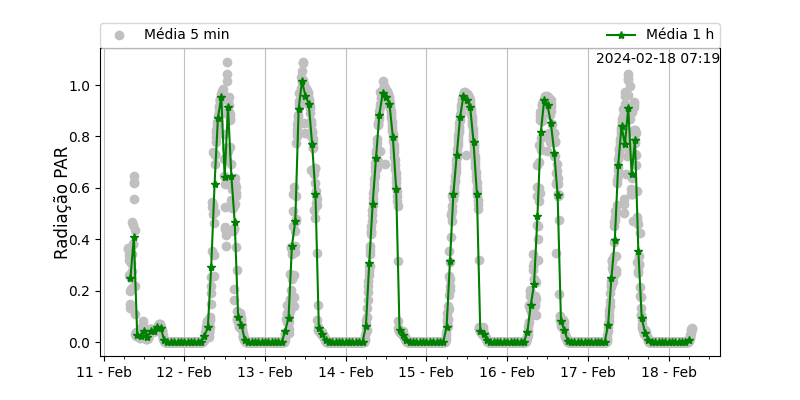 Média 5 min
Média 1 h
2024-02-18 07:19
Radiação PAR
1.0
0.8
0.6
0.4
0.2
0.0
11 - Feb
12 - Feb
13 - Feb
14 - Feb
15 - Feb
16 - Feb
17 - Feb
18 - Feb